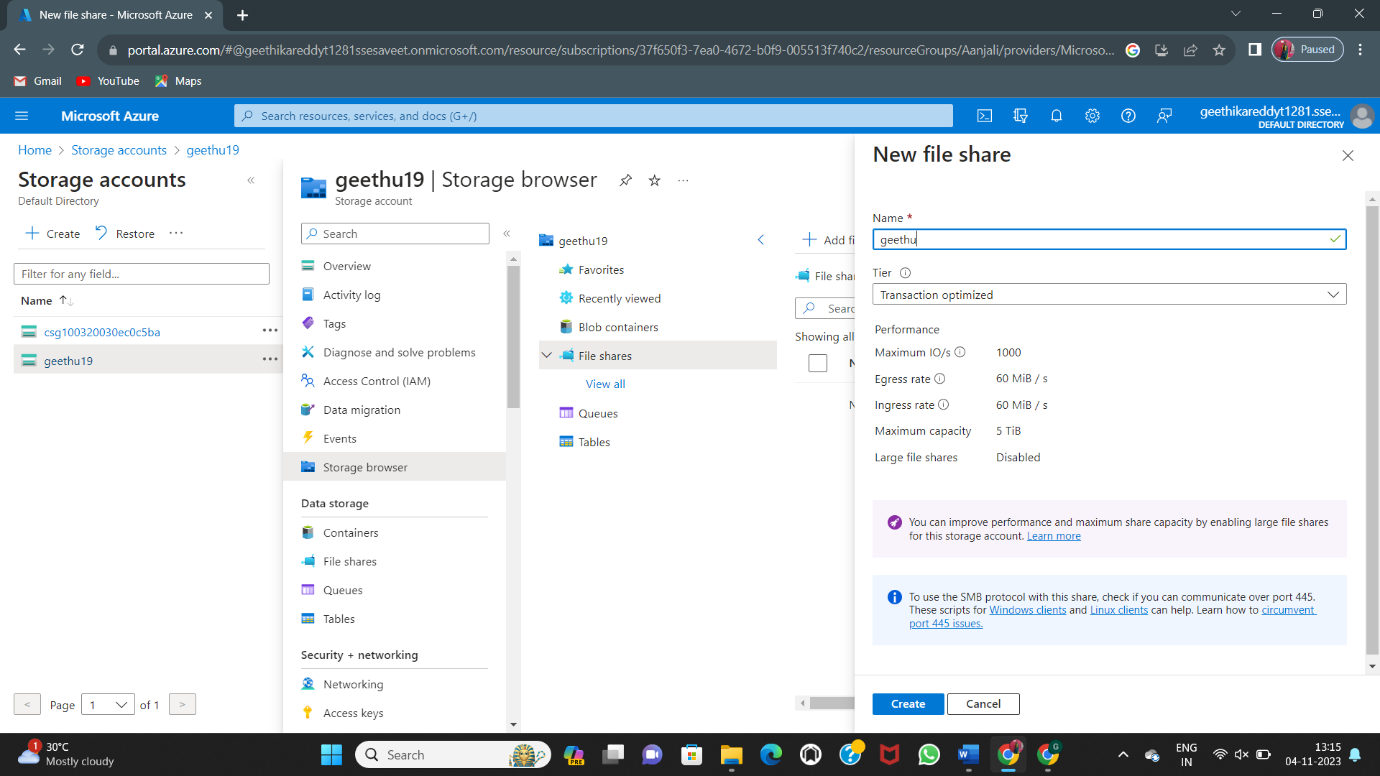 New file share - Microsoft Azure
portal.azure.com/#@geethikareddyt1281ssesaveet.onmicrosoft.com/resource/subscriptions/37f650f3-7ea0-4672-b0f9-005513f740c2/resourceGroups/Aanjali/providers/Microso...
Paused
Gmail
YouTube
Maps
Microsoft Azure
Search resources, services, and docs (G+/)
geethikareddyt1281.sse...
DEFAULT DIRECTORY
Home > Storage accounts > geethu19
Storage accounts
Default Directory
Create
Restore
Filter for any field...
Name
csg100320030ec0c5ba
geethu19
< Page 1 of 1 >
geethu19 | Storage browser
Storage account
Search
Overview
Activity log
Tags
Diagnose and solve problems
Access Control (IAM)
Data migration
Events
Storage browser
Data storage
Containers
File shares
Queues
Tables
Security + networking
Networking
Access keys
geethu19
Favorites
Recently viewed
Blob containers
File shares
View all
Queues
Tables
Add fi
File shar
Searc
Showing all
New file share
Name *
geethu
Tier
Transaction optimized
Performance
Maximum IO/s 1000
Egress rate 60 MiB / s
Ingress rate 60 MiB / s
Maximum capacity 5 TiB
Large file shares Disabled
You can improve performance and maximum share capacity by enabling large file shares
for this storage account. Learn more
To use the SMB protocol with this share, check if you can communicate over port 445.
These scripts for Windows clients and Linux clients can help. Learn how to circumvent
port 445 issues.
Create
Cancel
1
30°C
Mostly cloudy
Search
PRE
ENG
IN
13:15
04-11-2023